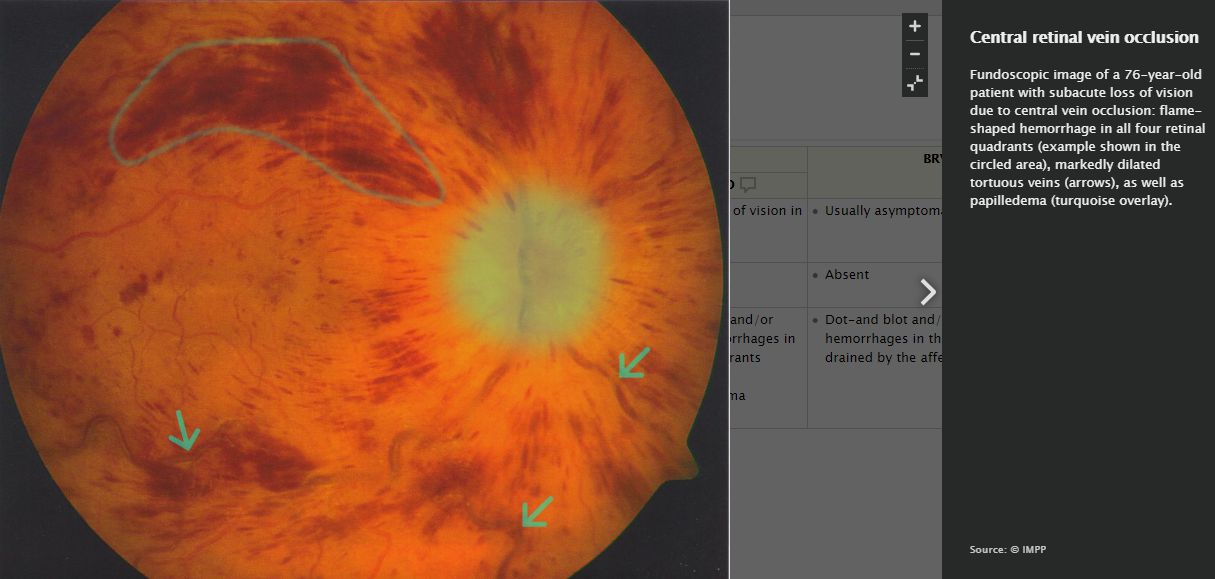 Central retinal vein occlusion
Fundoscopic image of a 76-year-old
patient with subacute loss of vision
due to central vein occlusion: flame-
shaped hemorrhage in all four retinal
quadrants (example shown in the
circled area), markedly dilated
tortuous veins (arrows), as well as
papilledema (turquoise overlay).
of vision in
• Usually asymptoma
• Absent
and/or
rrhages in
rants
• Dot-and blot and/
hemorrhages in th
drained by the affe
Source: © IMPP